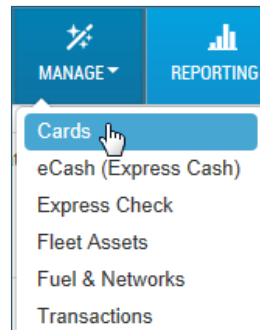 MANAGE REPORTING
Cards
eCash (Express Cash)
Express Check
Fleet Assets
Fuel & Networks
Transactions